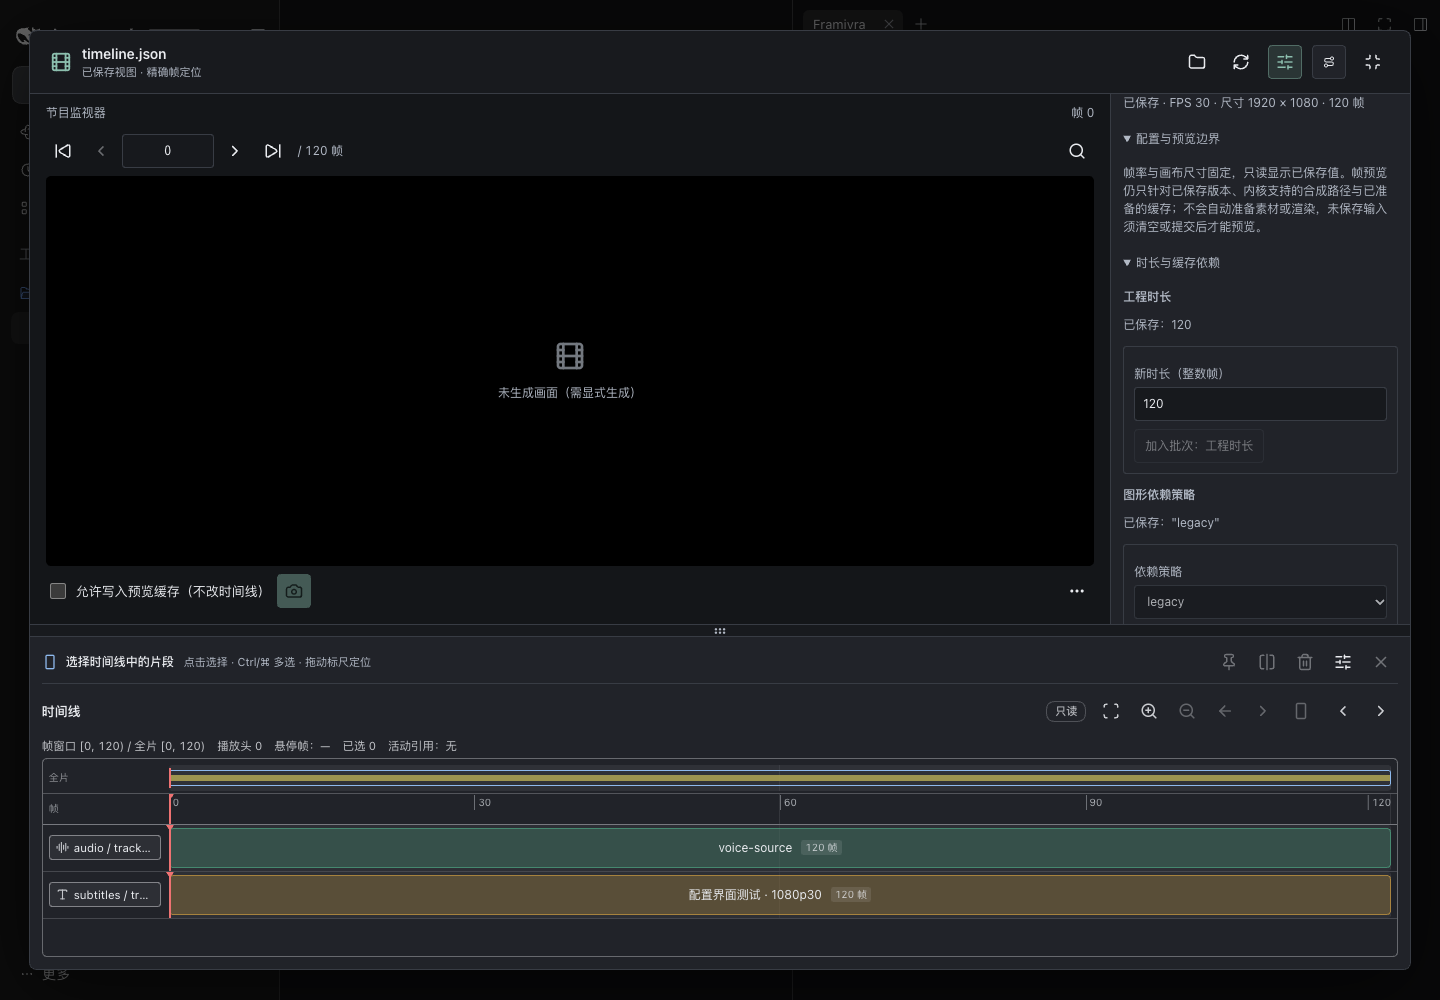 Framivra
timeline.json
已保存视图 · 精确帧定位
节目监视器
帧 0
0
/ 120 帧
未生成画面（需显式生成）
允许写入预览缓存（不改时间线）
已保存 · FPS 30 · 尺寸 1920 × 1080 · 120 帧
▼ 配置与预览边界
帧率与画布尺寸固定，只读显示已保存值。帧预览
仍只针对已保存版本、内核支持的合成路径与已准
备的缓存；不会自动准备素材或渲染，未保存输入
须清空或提交后才能预览。
▼ 时长与缓存依赖
工程时长
已保存：120
新时长（整数帧）
120
加入批次：工程时长
图形依赖策略
已保存："legacy"
依赖策略
legacy
选择时间线中的片段 点击选择 · Ctrl/⌘ 多选 · 拖动标尺定位
时间线
只读
帧窗口 [0, 120) / 全片 [0, 120) 播放头 0 悬停帧：— 已选 0 活动引用：无
全片
帧
0 30 60 90 120
audio / track...
voice-source 120 帧
subtitles / tr...
配置界面测试 · 1080p30 120 帧
更多